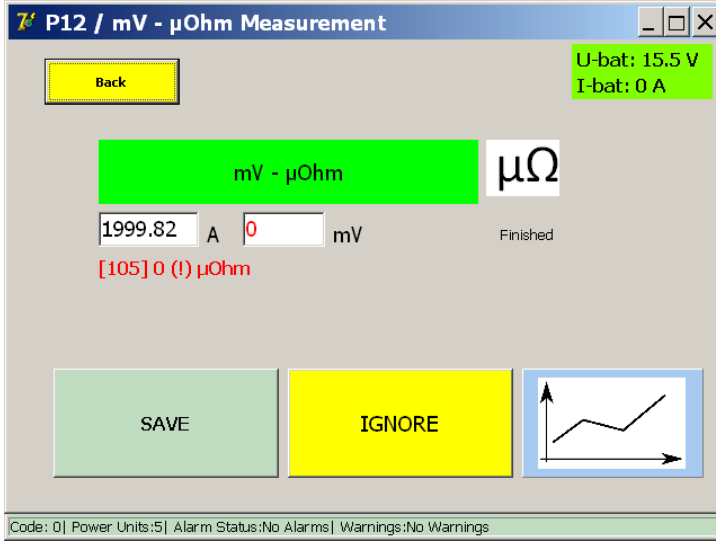 P12 / mV - µOhm Measurement
Back
U-bat: 15.5 V
I-bat: 0 A
mV - µOhm
µΩ
1999.82 A 0 mV
Finished
[105] 0 (!) µOhm
SAVE
IGNORE
Code: 0| Power Units:5| Alarm Status:No Alarms| Warnings:No Warnings